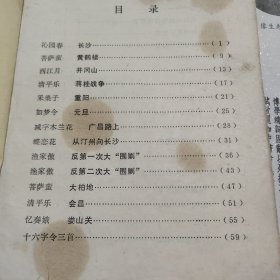 目　录
沁园春　长沙………………（1）
菩萨蛮　黄鹤楼………………（9）
西江月　井冈山………………（13）
清平乐　蒋桂战争………………（17）
采桑子　重阳………………（21）
如梦令　元旦………………（25）
减字木兰花　广昌路上………………（28）
蝶恋花　从汀州向长沙………………（31）
渔家傲　反第一次大“围剿”………………（35）
渔家傲　反第二次大“围剿”………………（43）
菩萨蛮　大柏地………………（47）
清平乐　会昌………………（51）
忆秦娥　娄山关………………（55）
十六字令三首………………（59）